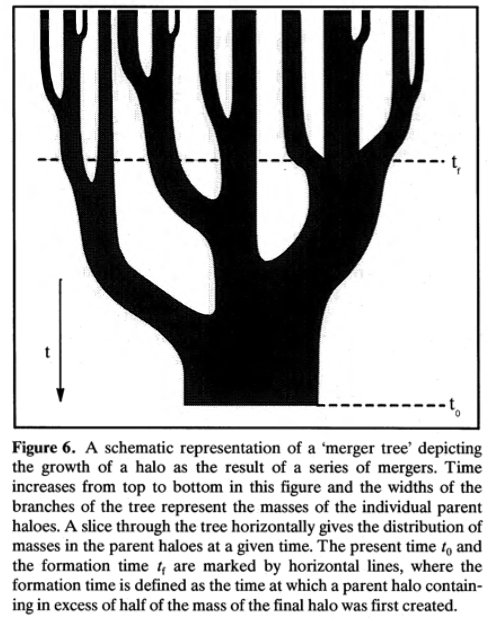 t_f
t
t_0
Figure 6. A schematic representation of a 'merger tree' depicting
the growth of a halo as the result of a series of mergers. Time
increases from top to bottom in this figure and the widths of the
branches of the tree represent the masses of the individual parent
haloes. A slice through the tree horizontally gives the distribution of
masses in the parent haloes at a given time. The present time t_0 and
the formation time t_f are marked by horizontal lines, where the
formation time is defined as the time at which a parent halo contain-
ing in excess of half of the mass of the final halo was first created.